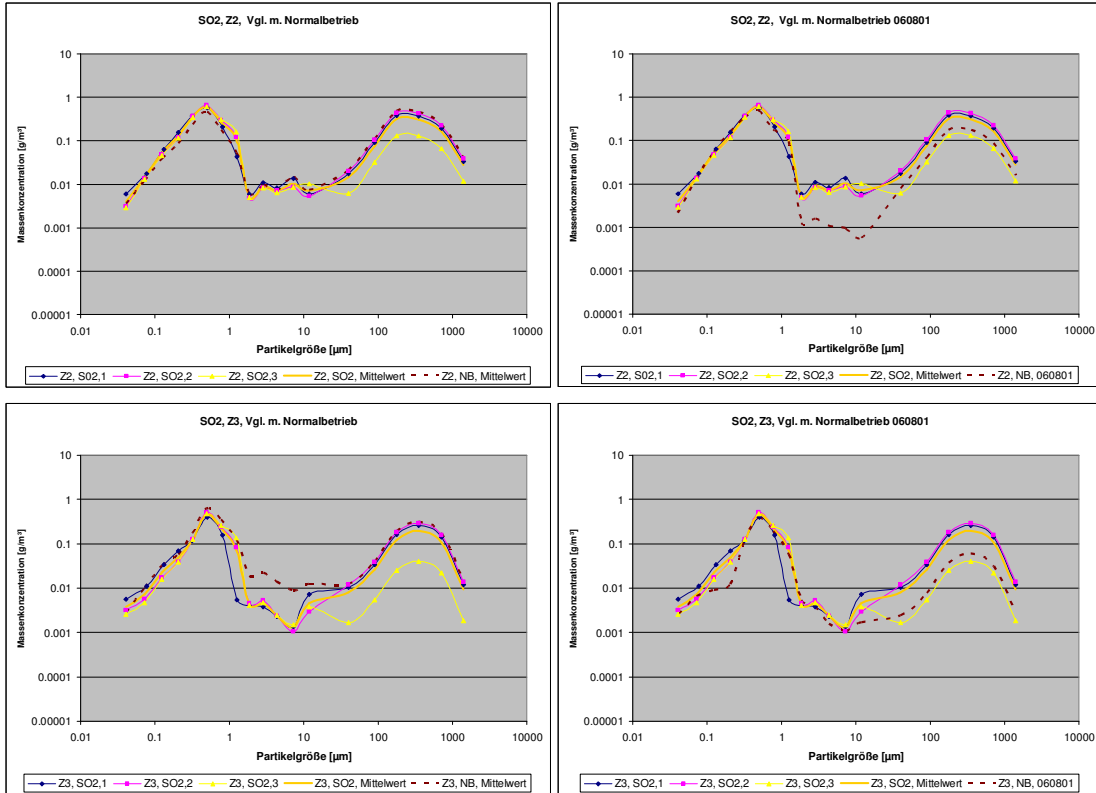 SO2, Z2, Vgl. m. Normalbetrieb
10
1
0.1
0.01
0.001
0.0001
0.00001
Massenkonzentration [g/m³]
0.01 0.1 1 10 100 1000 10000
Partikelgröße [µm]
Z2, S02,1 Z2, SO2,2 Z2, SO2,3 Z2, SO2, Mittelwert Z2, NB, Mittelwert
SO2, Z2, Vgl. m. Normalbetrieb 060801
10
1
0.1
0.01
0.001
0.0001
0.00001
Massenkonzentration [g/m³]
0.01 0.1 1 10 100 1000 10000
Partikelgröße [µm]
Z2, S02,1 Z2, SO2,2 Z2, SO2,3 Z2, SO2, Mittelwert Z2, NB, 060801
SO2, Z3, Vgl. m. Normalbetrieb
10
1
0.1
0.01
0.001
0.0001
0.00001
Massenkonzentration [g/m³]
0.01 0.1 1 10 100 1000 10000
Partikelgröße [µm]
Z3, SO2,1 Z3, SO2,2 Z3, SO2,3 Z3, SO2, Mittelwert Z3, NB, Mittelwert
SO2, Z3, Vgl. m. Normalbetrieb 060801
10
1
0.1
0.01
0.001
0.0001
0.00001
Massenkonzentration [g/m³]
0.01 0.1 1 10 100 1000 10000
Partikelgröße [µm]
Z3, SO2,1 Z3, SO2,2 Z3, SO2,3 Z3, SO2, Mittelwert Z3, NB, 060801